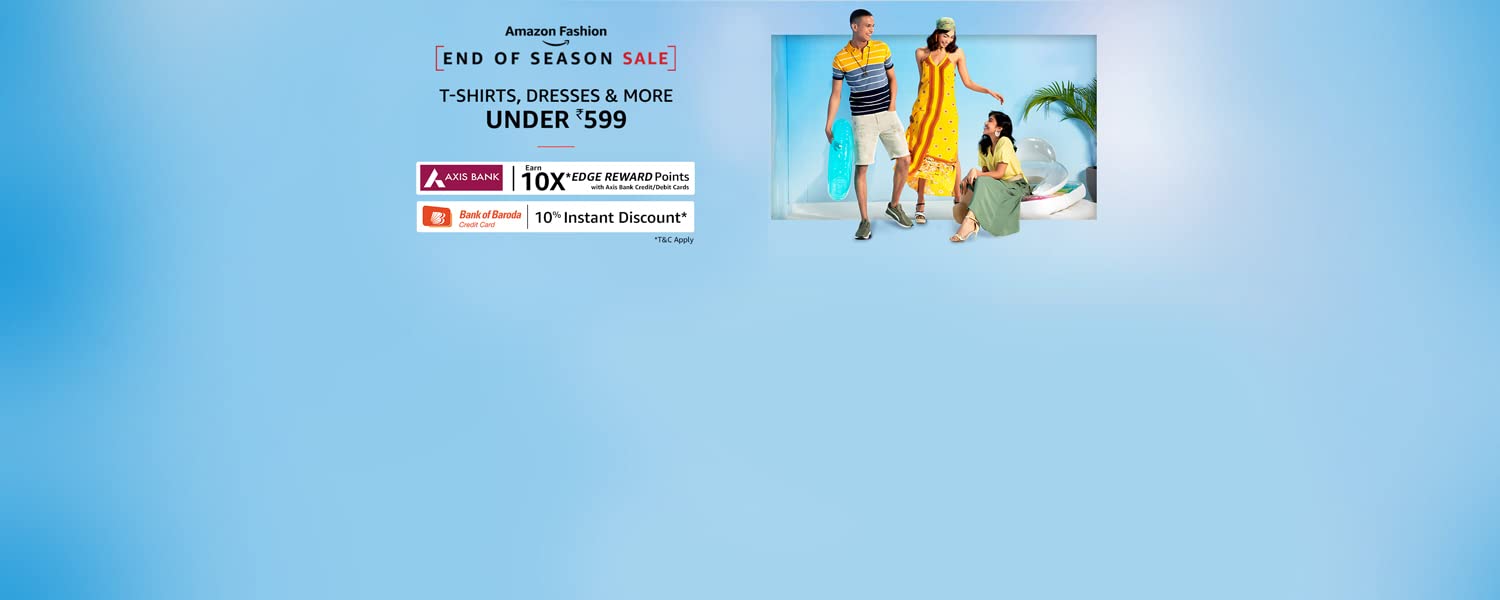 Amazon Fashion
[END OF SEASON SALE]
T-SHIRTS, DRESSES & MORE
UNDER ₹599
AXIS BANK
Earn
10X *EDGE REWARD Points
with Axis Bank Credit/Debit Cards
Bank of Baroda
Credit Card
10% Instant Discount*
*T&C Apply